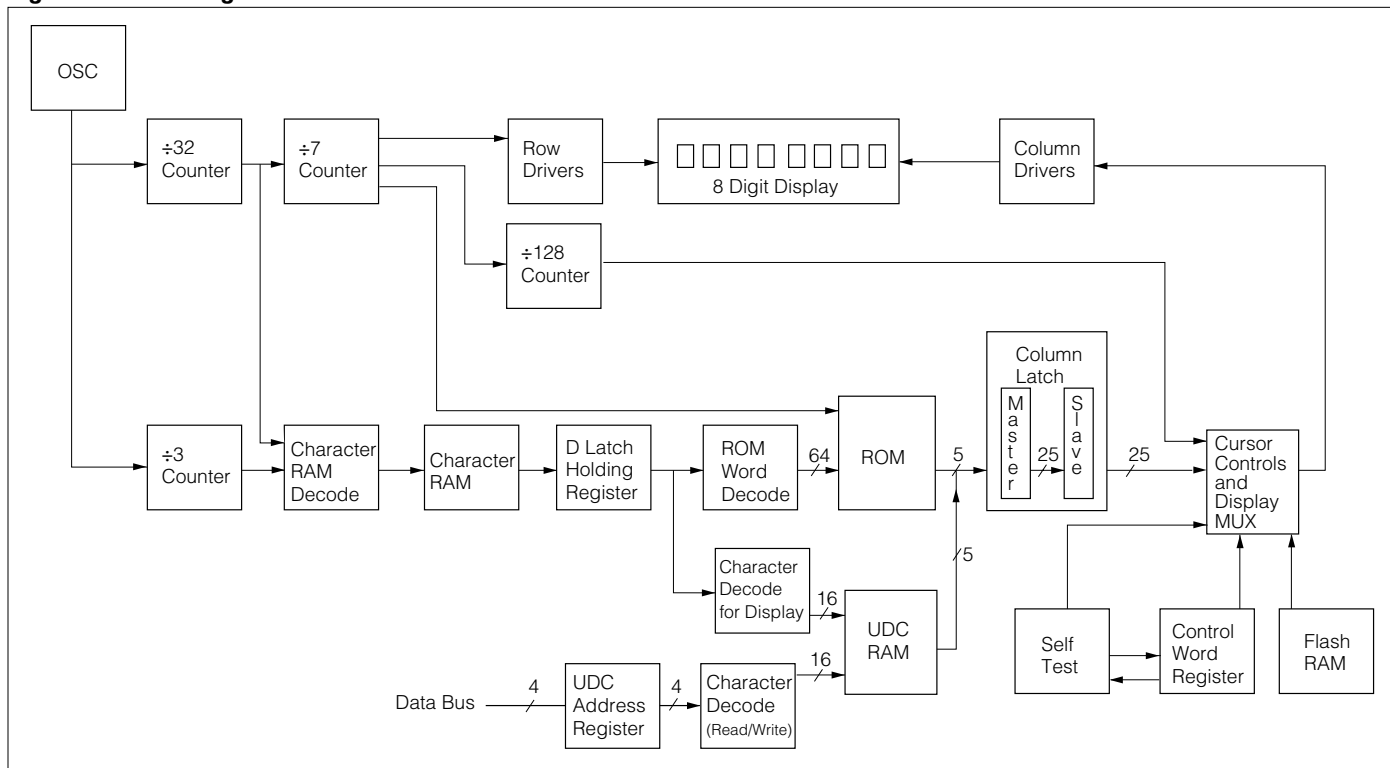 OSC
÷32
Counter
÷7
Counter
Row
Drivers
8 Digit Display
Column
Drivers
÷128
Counter
÷3
Counter
Character
RAM
Decode
Character
RAM
D Latch
Holding
Register
ROM
Word
Decode
64
ROM
5
Column
Latch
Master
25
Slave
25
Cursor
Controls
and
Display
MUX
5
Character
Decode
for Display
16
UDC
RAM
Self
Test
Control
Word
Register
Flash
RAM
Data Bus
4
UDC
Address
Register
4
Character
Decode
(Read/Write)
16